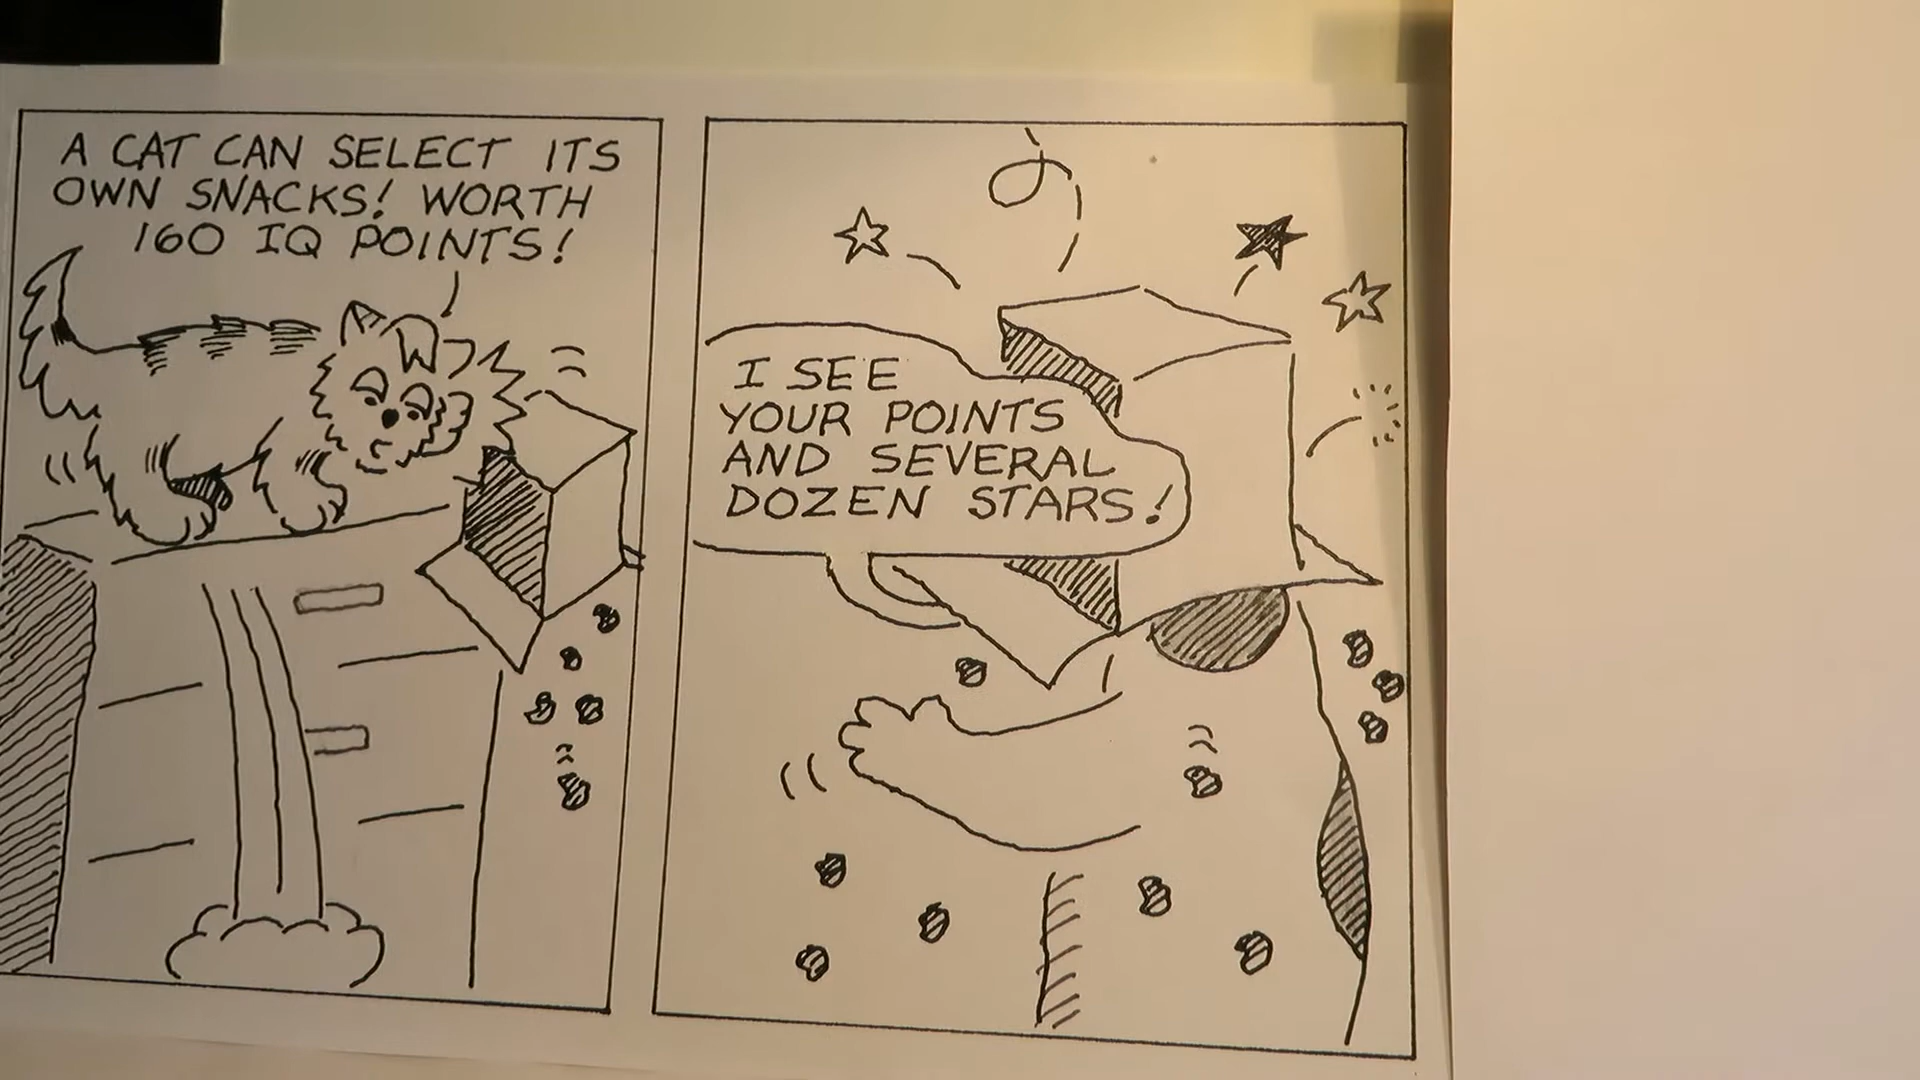 A CAT CAN SELECT ITS
OWN SNACKS! WORTH
160 IQ POINTS!
I SEE
YOUR POINTS
AND SEVERAL
DOZEN STARS!